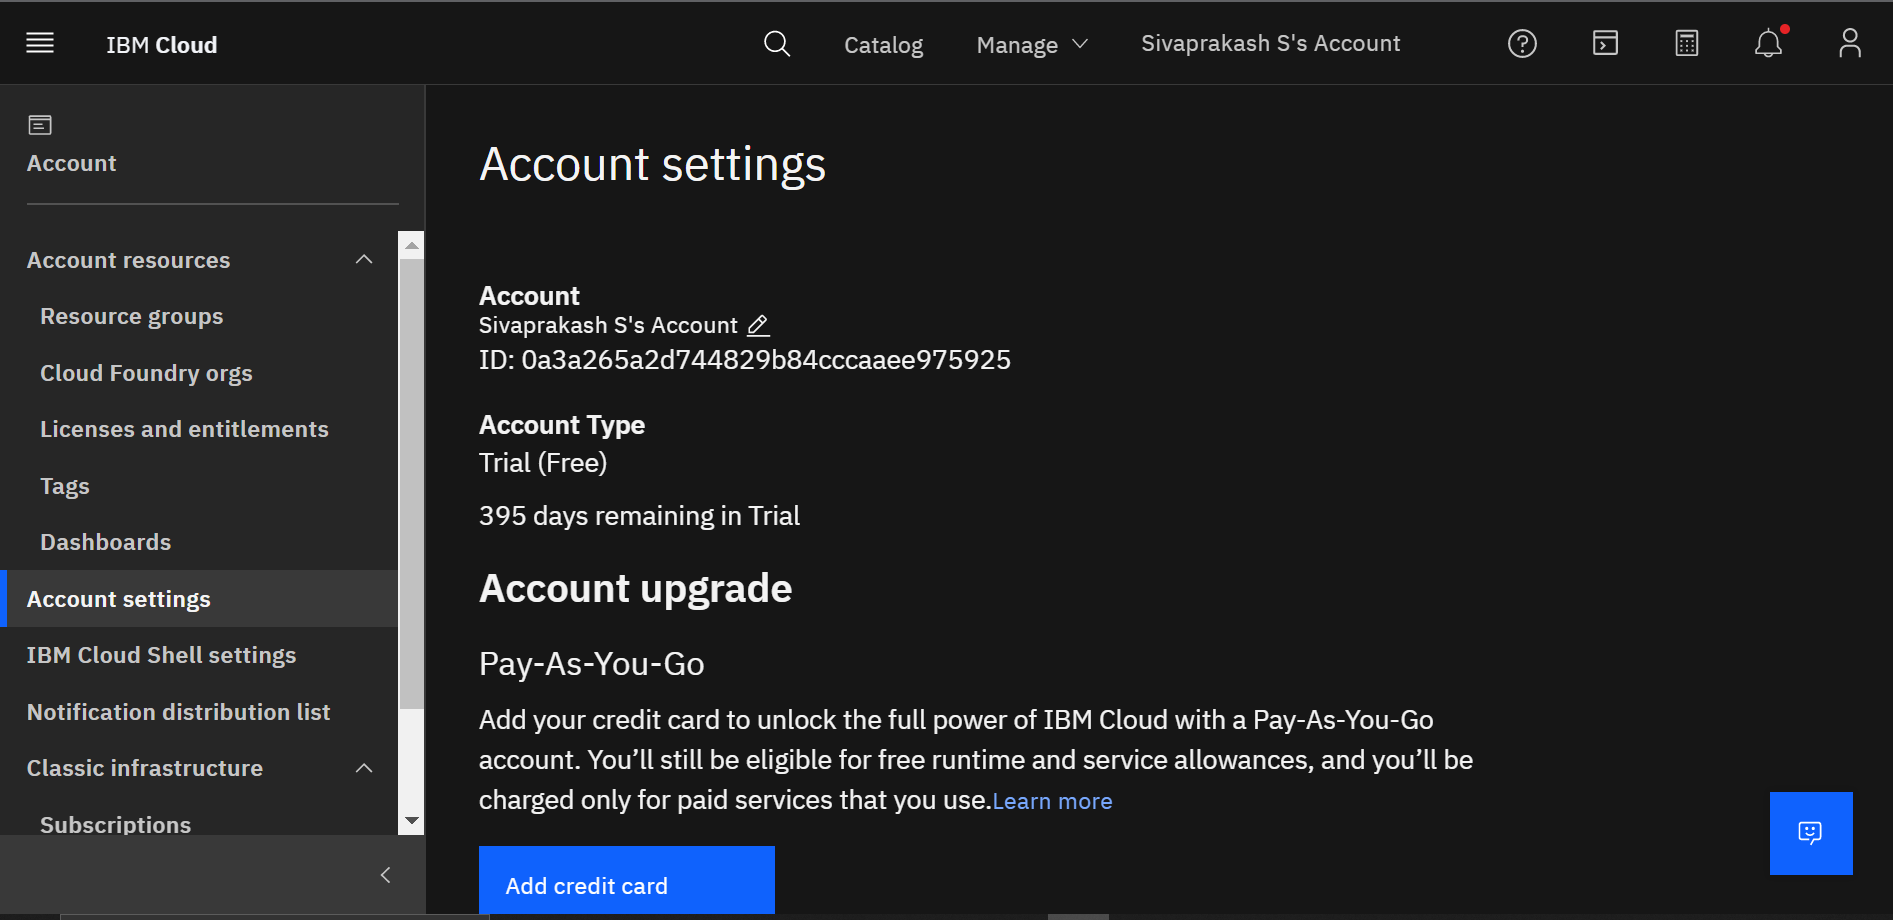 IBM Cloud
Catalog
Manage
Sivaprakash S's Account
Account
Account resources
Resource groups
Cloud Foundry orgs
Licenses and entitlements
Tags
Dashboards
Account settings
IBM Cloud Shell settings
Notification distribution list
Classic infrastructure
Subscriptions
Account settings
Account
Sivaprakash S's Account
ID: 0a3a265a2d744829b84cccaaee975925
Account Type
Trial (Free)
395 days remaining in Trial
Account upgrade
Pay-As-You-Go
Add your credit card to unlock the full power of IBM Cloud with a Pay-As-You-Go
account. You’ll still be eligible for free runtime and service allowances, and you’ll be
charged only for paid services that you use.Learn more
Add credit card